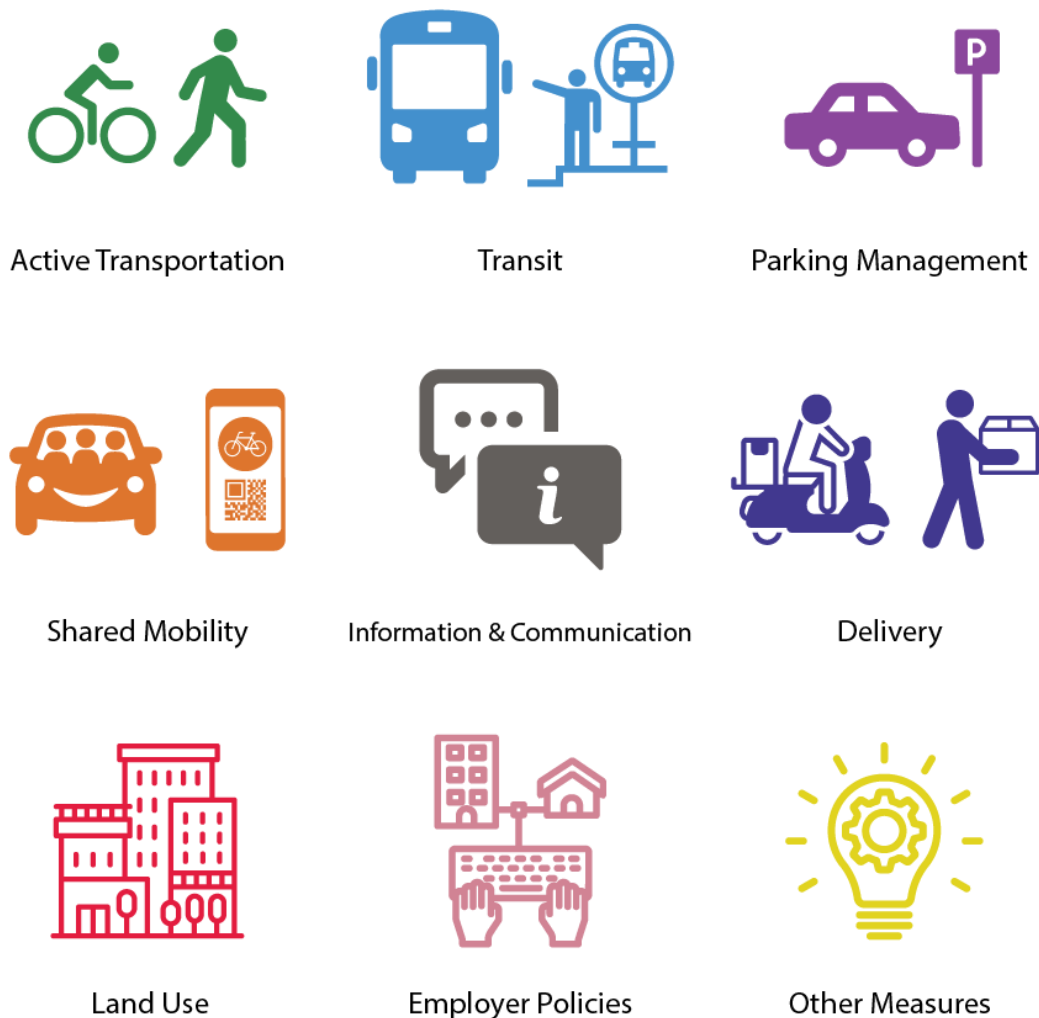 P
Active Transportation
Transit
Parking Management
i
Shared Mobility
Information & Communication
Delivery
Land Use
Employer Policies
Other Measures